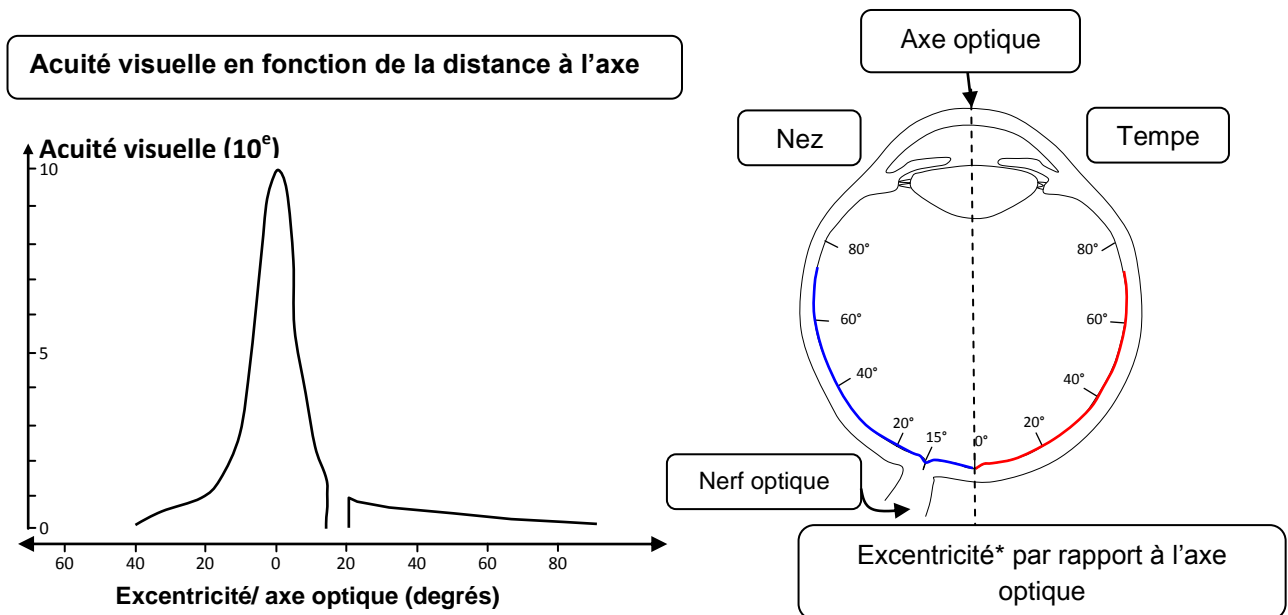 Acuité visuelle en fonction de la distance à l'axe
Acuité visuelle (10e)
10
5
0
60 40 20 0 20 40 60 80
Excentricité/ axe optique (degrés)
Axe optique
Nez
Tempe
80° 80°
60° 60°
40° 40°
20° 15° 0° 20°
Nerf optique
Excentricité* par rapport à l'axe
optique